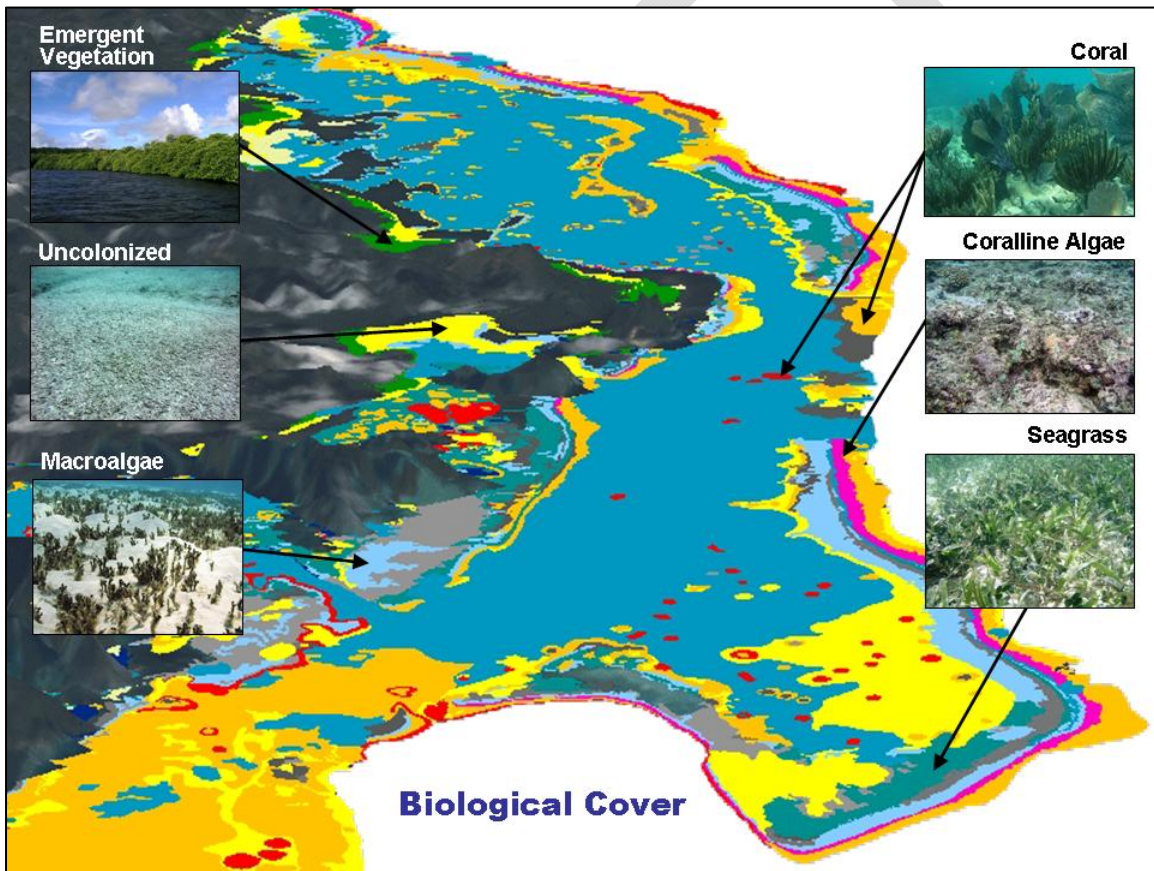 Emergent
Vegetation
Uncolonized
Macroalgae
Coral
Coralline Algae
Seagrass
Biological Cover